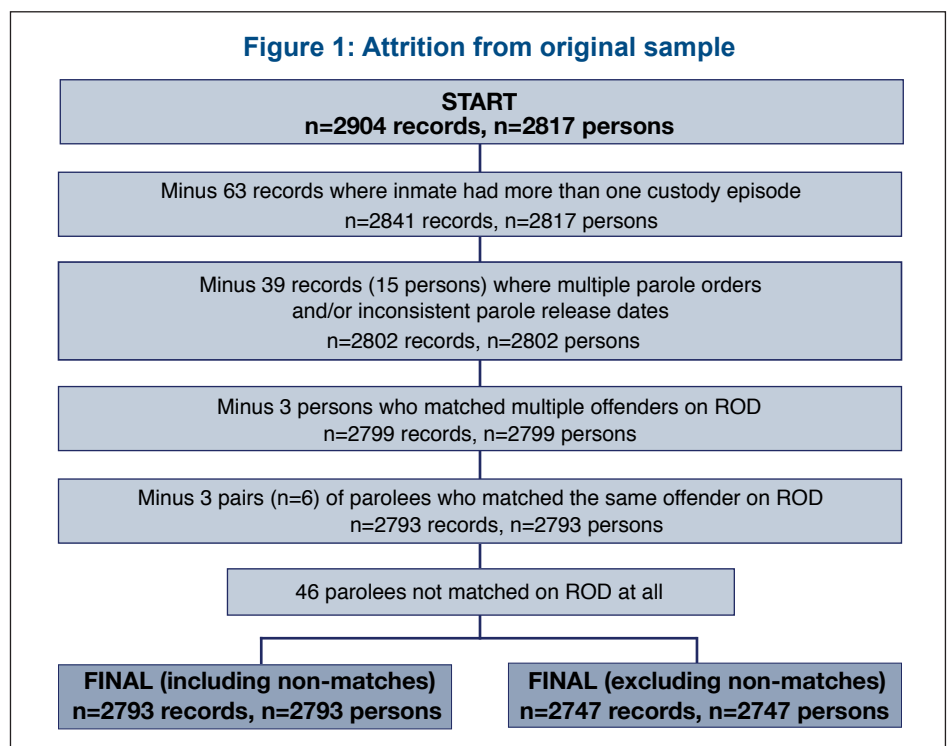 Figure 1: Attrition from original sample
START
n=2904 records, n=2817 persons
Minus 63 records where inmate had more than one custody episode
n=2841 records, n=2817 persons
Minus 39 records (15 persons) where multiple parole orders
and/or inconsistent parole release dates
n=2802 records, n=2802 persons
Minus 3 persons who matched multiple offenders on ROD
n=2799 records, n=2799 persons
Minus 3 pairs (n=6) of parolees who matched the same offender on ROD
n=2793 records, n=2793 persons
46 parolees not matched on ROD at all
FINAL (including non-matches)
n=2793 records, n=2793 persons
FINAL (excluding non-matches)
n=2747 records, n=2747 persons